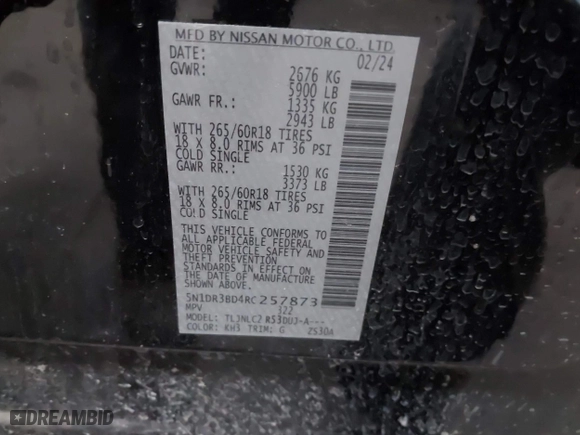 MFD BY NISSAN MOTOR CO., LTD.
DATE: 02/24
GVWR: 2676 KG
5900 LB
GAWR FR.: 1335 KG
2943 LB
WITH 265/60R18 TIRES
18 X 8.0 RIMS AT 36 PSI
COLD SINGLE
GAWR RR.: 1530 KG
3373 LB
WITH 265/60R18 TIRES
18 X 8.0 RIMS AT 36 PSI
COLD SINGLE
THIS VEHICLE CONFORMS TO
ALL APPLICABLE FEDERAL
MOTOR VEHICLE SAFETY AND
THEFT PREVENTION
STANDARDS IN EFFECT ON
THE DATE OF MANUFACTURE
SHOWN ABOVE.
5N1DR3BD4RC257873
MPV 322
MODEL: TLJNLC7 RS3DUJ-A---
COLOR: KH3 TRIM: G 2S30A
DREAMBID